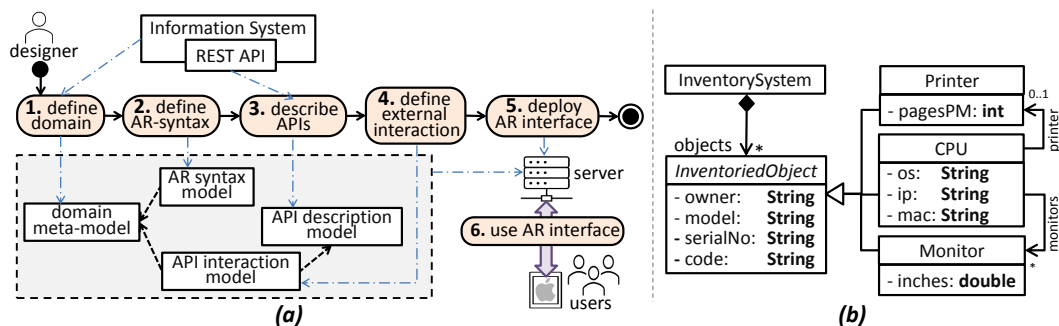 designer
Information System
REST API
1. define
domain
2. define
AR-syntax
3. describe
APIs
4. define
external
interaction
5. deploy
AR interface
server
AR syntax
model
domain
meta-model
API description
model
API interaction
model
6. use AR interface
users
(a)
InventorySystem
objects
*
InventoriedObject
- owner: String
- model: String
- serialNo: String
- code: String
Printer
- pagesPM: int
0..1
printer
CPU
- os: String
- ip: String
- mac: String
monitors
Monitor
*
- inches: double
(b)